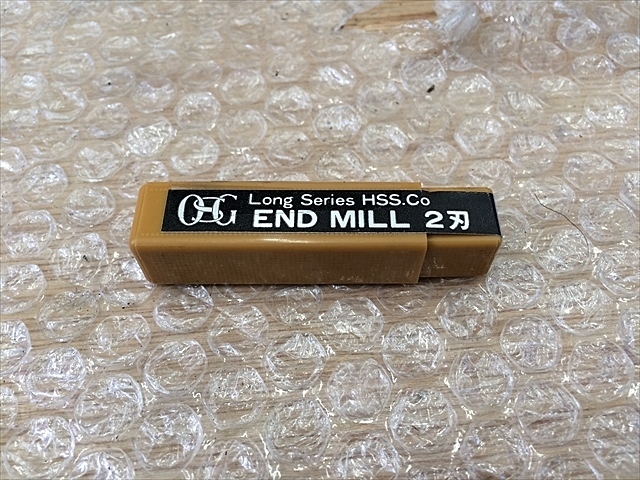 OSG Long Series HSS.Co
END MILL 2刃